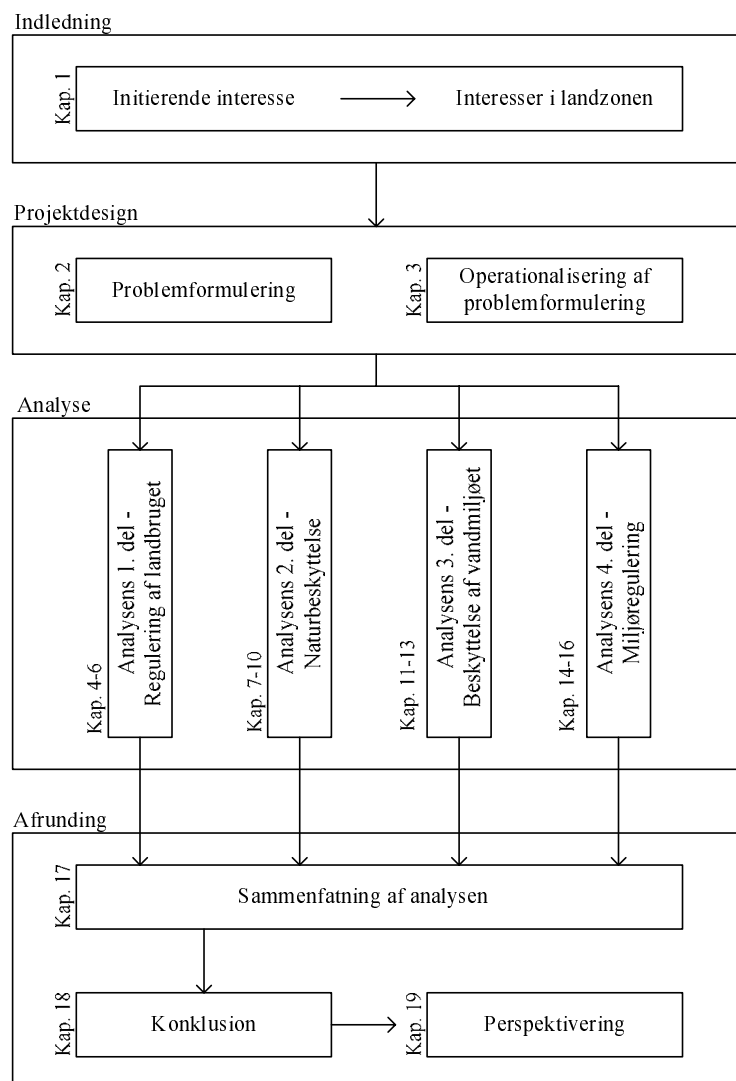 Indledning
Kap. 1
Initierende interesse
Interesser i landzonen
Projektdesign
Kap. 2
Problemformulering
Kap. 3
Operationalisering af
problemformulering
Analyse
Kap. 4-6
Analysens 1. del -
Regulering af landbruget
Kap. 7-10
Analysens 2. del -
Naturbeskyttelse
Kap. 11-13
Analysens 3. del -
Beskyttelse af vandmiljøet
Kap. 14-16
Analysens 4. del -
Miljøregulering
Afrunding
Kap. 17
Sammenfatning af analysen
Kap. 18
Konklusion
Kap. 19
Perspektivering